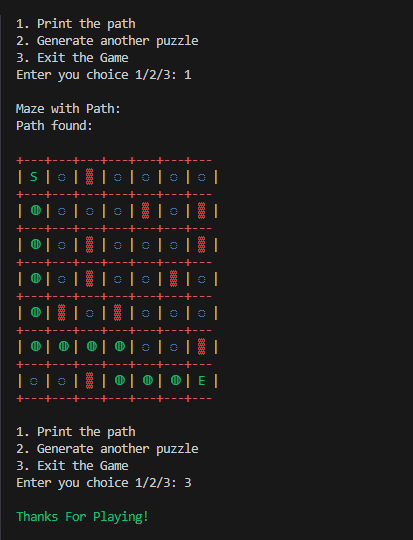 1. Print the path
2. Generate another puzzle
3. Exit the Game
Enter you choice 1/2/3: 1
Maze with Path:
Path found:
+---+---+---+---+---+---+---
| S | ◌ | ▒ | ◌ | ◌ | ◌ | ◌ |
+---+---+---+---+---+---+---
| ◍ | ◌ | ◌ | ◌ | ▒ | ◌ | ▒ |
+---+---+---+---+---+---+---
| ◍ | ◌ | ▒ | ◌ | ◌ | ◌ | ▒ |
+---+---+---+---+---+---+---
| ◍ | ◌ | ▒ | ◌ | ◌ | ▒ | ◌ |
+---+---+---+---+---+---+---
| ◍ | ▒ | ◌ | ▒ | ◌ | ◌ | ◌ |
+---+---+---+---+---+---+---
| ◍ | ◍ | ◍ | ◍ | ◌ | ◌ | ▒ |
+---+---+---+---+---+---+---
| ◌ | ◌ | ▒ | ◍ | ◍ | ◍ | E |
+---+---+---+---+---+---+---
1. Print the path
2. Generate another puzzle
3. Exit the Game
Enter you choice 1/2/3: 3
Thanks For Playing!